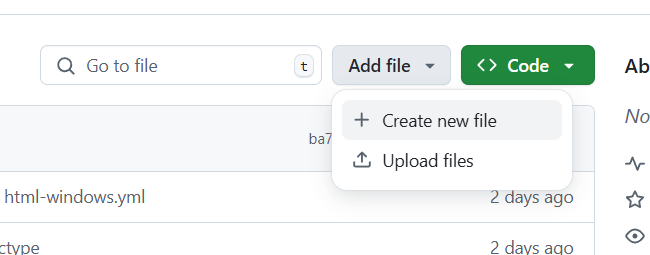 Go to file t Add file Code Ab
No
Create new file
ba7
Upload files
html-windows.yml 2 days ago
ctype 2 days ago